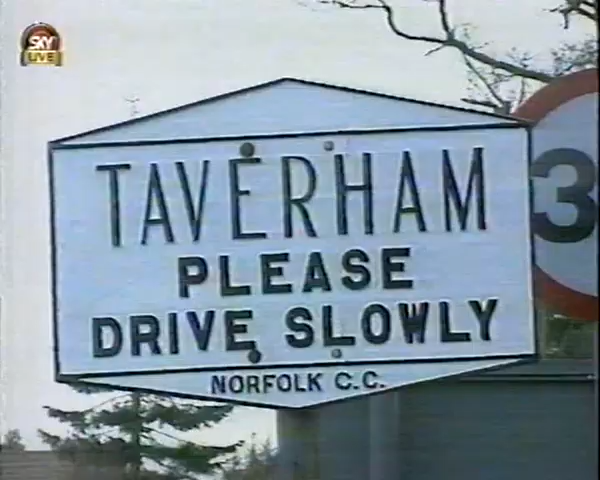 SKY
LIVE
TAVERHAM
PLEASE
DRIVE SLOWLY
NORFOLK C.C.
3